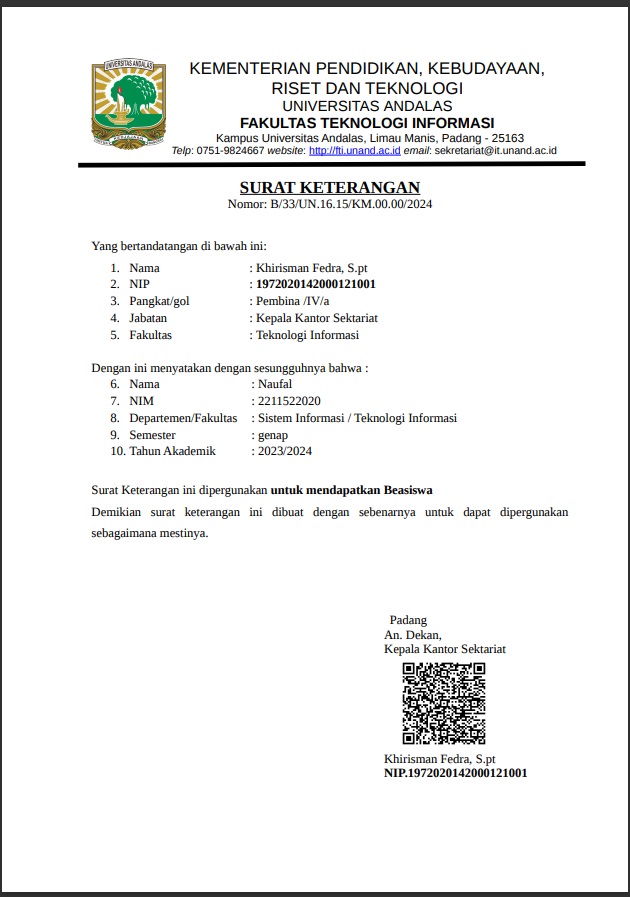 UNIVERSITAS ANDALAS
KEMENTERIAN PENDIDIKAN, KEBUDAYAAN,
RISET DAN TEKNOLOGI
UNIVERSITAS ANDALAS
FAKULTAS TEKNOLOGI INFORMASI
Kampus Universitas Andalas, Limau Manis, Padang - 25163
Telp: 0751-9824667 website: http://fti.unand.ac.id email: sekretariat@it.unand.ac.id
SURAT KETERANGAN
Nomor: B/33/UN.16.15/KM.00.00/2024
Yang bertandatangan di bawah ini:
1. Nama : Khirisman Fedra, S.pt
2. NIP : 1972020142000121001
3. Pangkat/gol : Pembina /IV/a
4. Jabatan : Kepala Kantor Sektariat
5. Fakultas : Teknologi Informasi
Dengan ini menyatakan dengan sesungguhnya bahwa :
6. Nama : Naufal
7. NIM : 2211522020
8. Departemen/Fakultas : Sistem Informasi / Teknologi Informasi
9. Semester : genap
10. Tahun Akademik : 2023/2024
Surat Keterangan ini dipergunakan untuk mendapatkan Beasiswa
Demikian surat keterangan ini dibuat dengan sebenarnya untuk dapat dipergunakan
sebagaimana mestinya.
Padang
An. Dekan,
Kepala Kantor Sektariat
Khirisman Fedra, S.pt
NIP.1972020142000121001